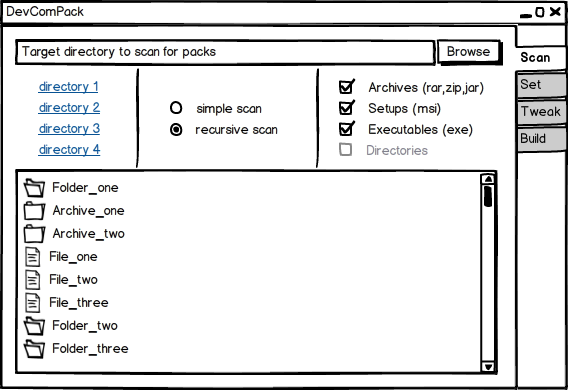 DevComPack
Target directory to scan for packs
Browse
Scan
Set
Tweak
Build
directory 1
directory 2
directory 3
directory 4
simple scan
recursive scan
Archives (rar,zip,jar)
Setups (msi)
Executables (exe)
Directories
Folder_one
Archive_one
Archive_two
File_one
File_two
File_three
Folder_two
Folder_three